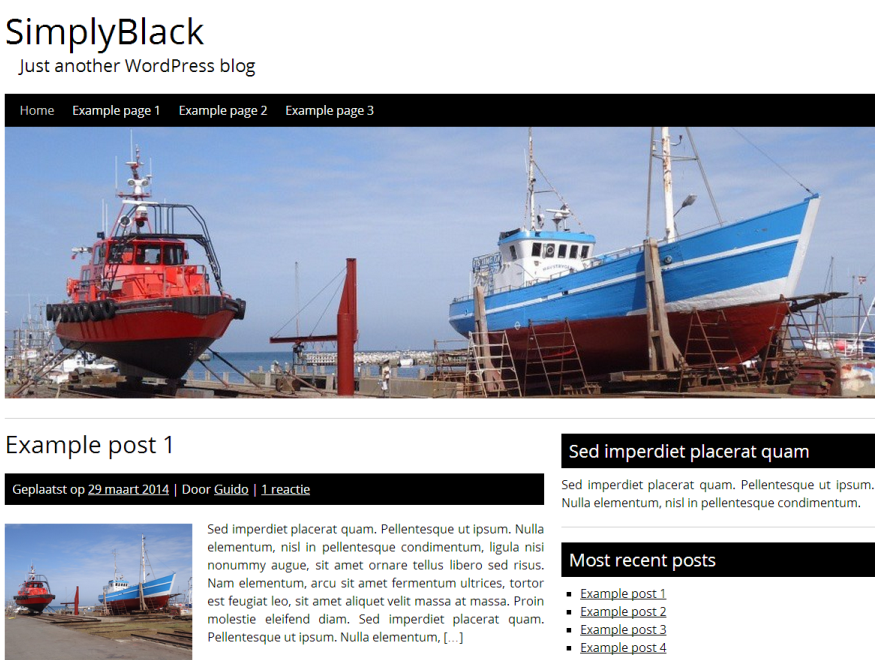 SimplyBlack
Just another WordPress blog
Home Example page 1 Example page 2 Example page 3
Example post 1
Geplaatst op 29 maart 2014 | Door Guido | 1 reactie
Sed imperdiet placerat quam. Pellentesque ut ipsum. Nulla
elementum, nisl in pellentesque condimentum, ligula nisi
nonummy augue, sit amet ornare tellus libero sed risus.
Nam elementum, arcu sit amet fermentum ultrices, tortor
est feugiat leo, sit amet aliquet velit massa at massa. Proin
molestie eleifend diam. Sed imperdiet placerat quam.
Pellentesque ut ipsum. Nulla elementum, [...]
Sed imperdiet placerat quam
Sed imperdiet placerat quam. Pellentesque ut ipsum.
Nulla elementum, nisl in pellentesque condimentum.
Most recent posts
Example post 1
Example post 2
Example post 3
Example post 4